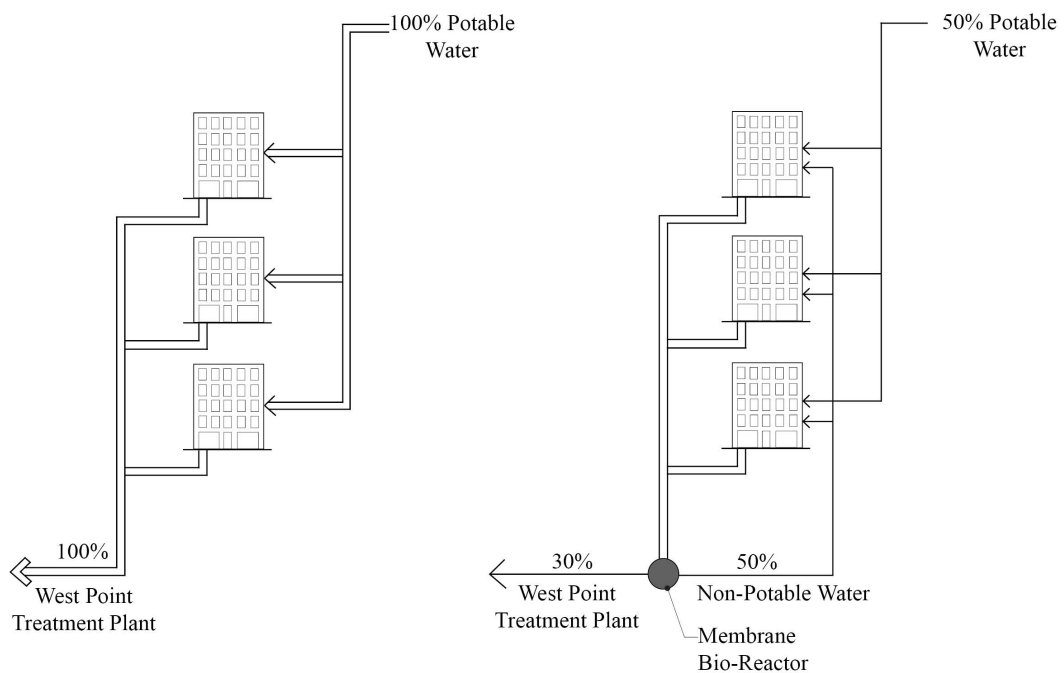 100% Potable
Water
100%
West Point
Treatment Plant
50% Potable
Water
30%
West Point
Treatment Plant
50%
Non-Potable Water
Membrane
Bio-Reactor